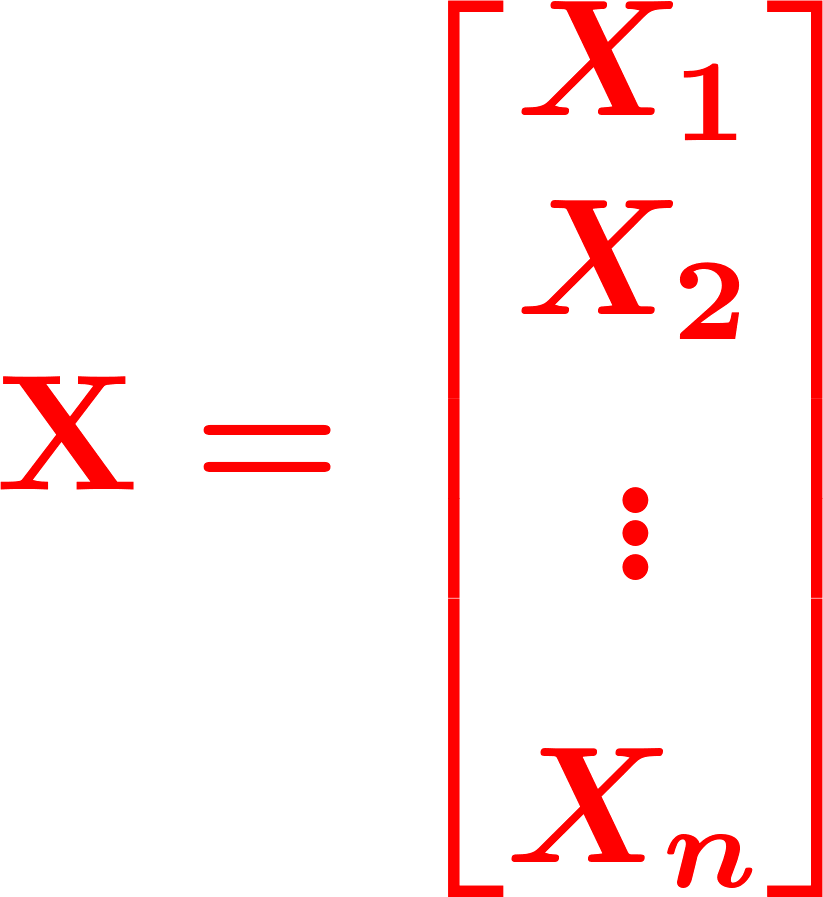 X₁
X₂
X =
⋮
Xₙ